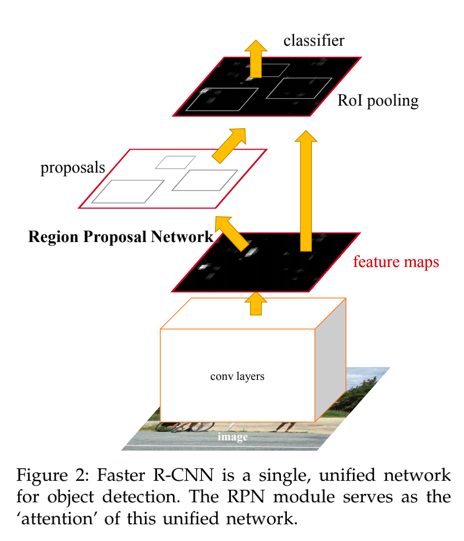 classifier
RoI pooling
proposals
Region Proposal Network
feature maps
conv layers
image
Figure 2: Faster R-CNN is a single, unified network
for object detection. The RPN module serves as the
‘attention’ of this unified network.